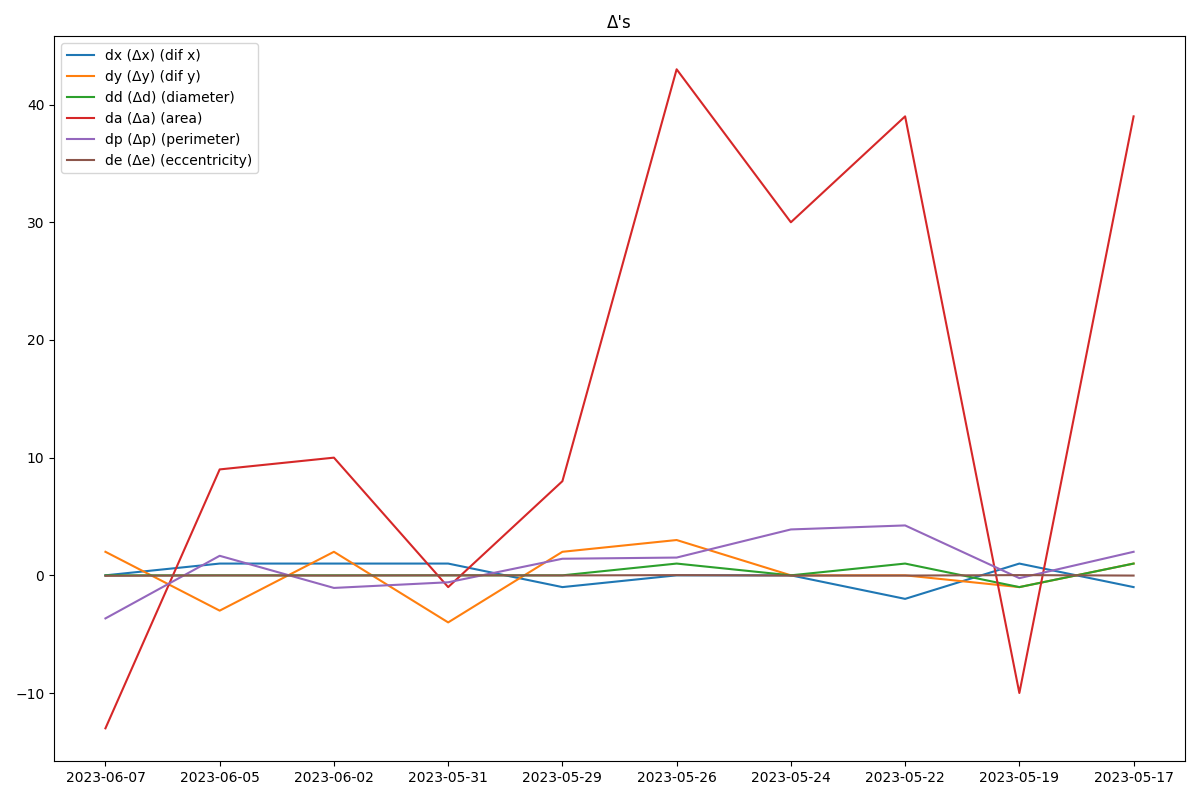 Δ's
dx (Δx) (dif x)
dy (Δy) (dif y)
dd (Δd) (diameter)
da (Δa) (area)
dp (Δp) (perimeter)
de (Δe) (eccentricity)
40
30
20
10
0
−10
2023-06-07 2023-06-05 2023-06-02 2023-05-31 2023-05-29 2023-05-26 2023-05-24 2023-05-22 2023-05-19 2023-05-17